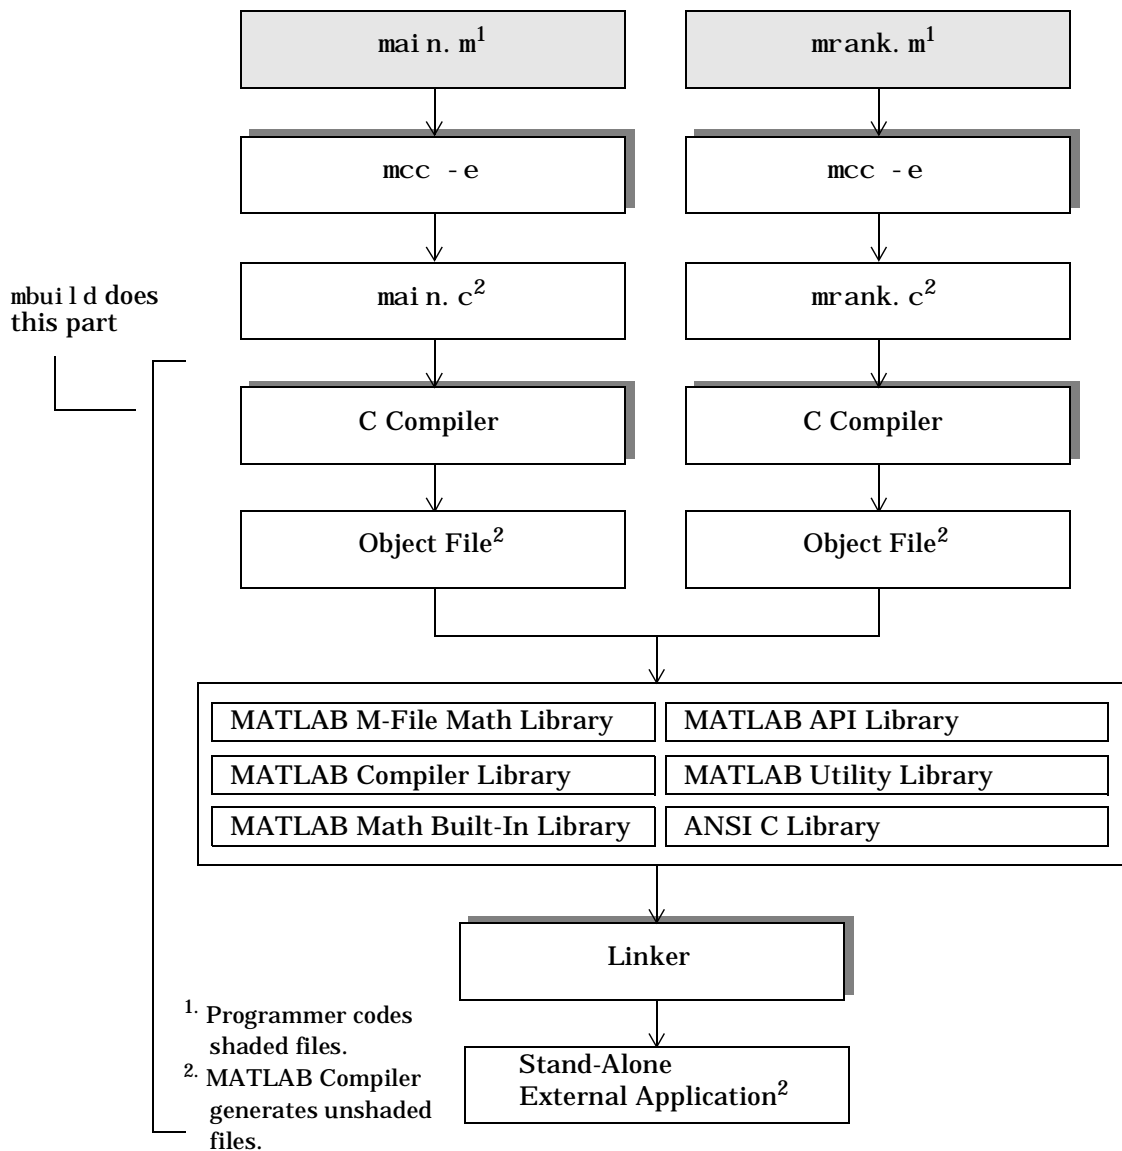 main.m¹
mrank.m¹
mcc -e
mcc -e
main.c²
mrank.c²
mbuild does
this part
C Compiler
C Compiler
Object File²
Object File²
MATLAB M-File Math Library
MATLAB API Library
MATLAB Compiler Library
MATLAB Utility Library
MATLAB Math Built-In Library
ANSI C Library
Linker
1. Programmer codes
shaded files.
2. MATLAB Compiler
generates unshaded
files.
Stand-Alone
External Application²